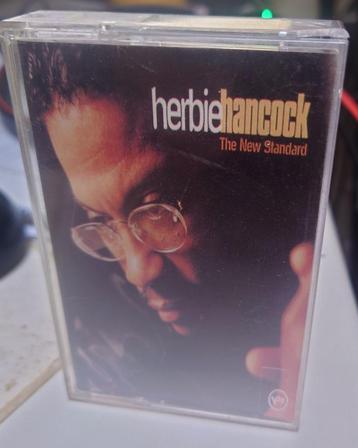 herbiehancock
The New Standard